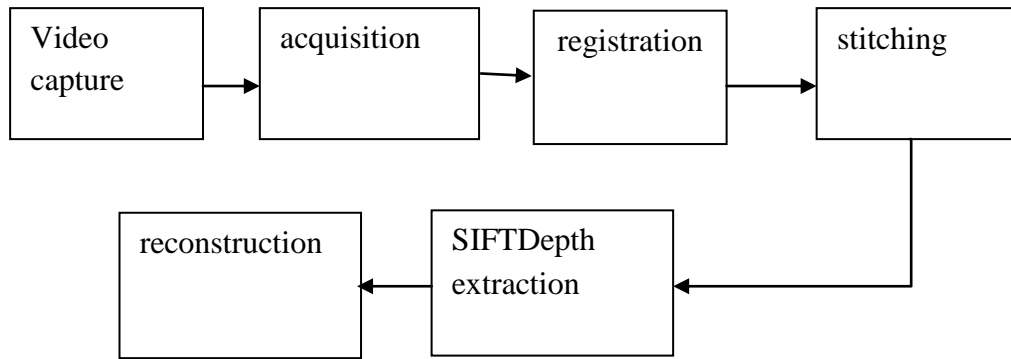 Video
capture
acquisition
registration
stitching
SIFTDepth
extraction
reconstruction